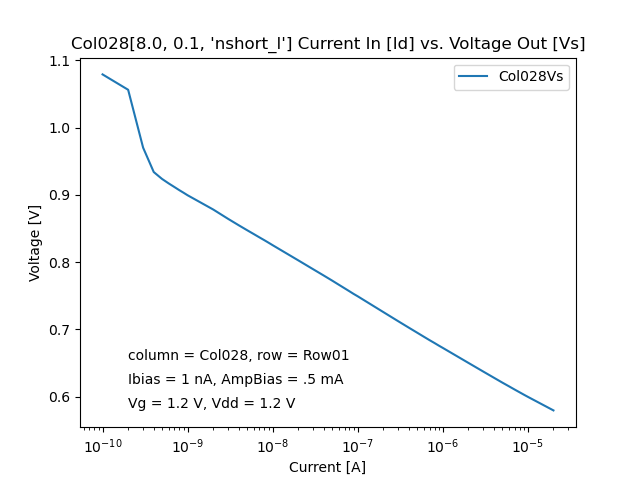 Col028[8.0, 0.1, 'nshort_l'] Current In [Id] vs. Voltage Out [Vs]
Col028Vs
1.1
1.0
0.9
0.8
0.7
0.6
Voltage [V]
column = Col028, row = Row01
Ibias = 1 nA, AmpBias = .5 mA
Vg = 1.2 V, Vdd = 1.2 V
10⁻¹⁰ 10⁻⁹ 10⁻⁸ 10⁻⁷ 10⁻⁶ 10⁻⁵
Current [A]